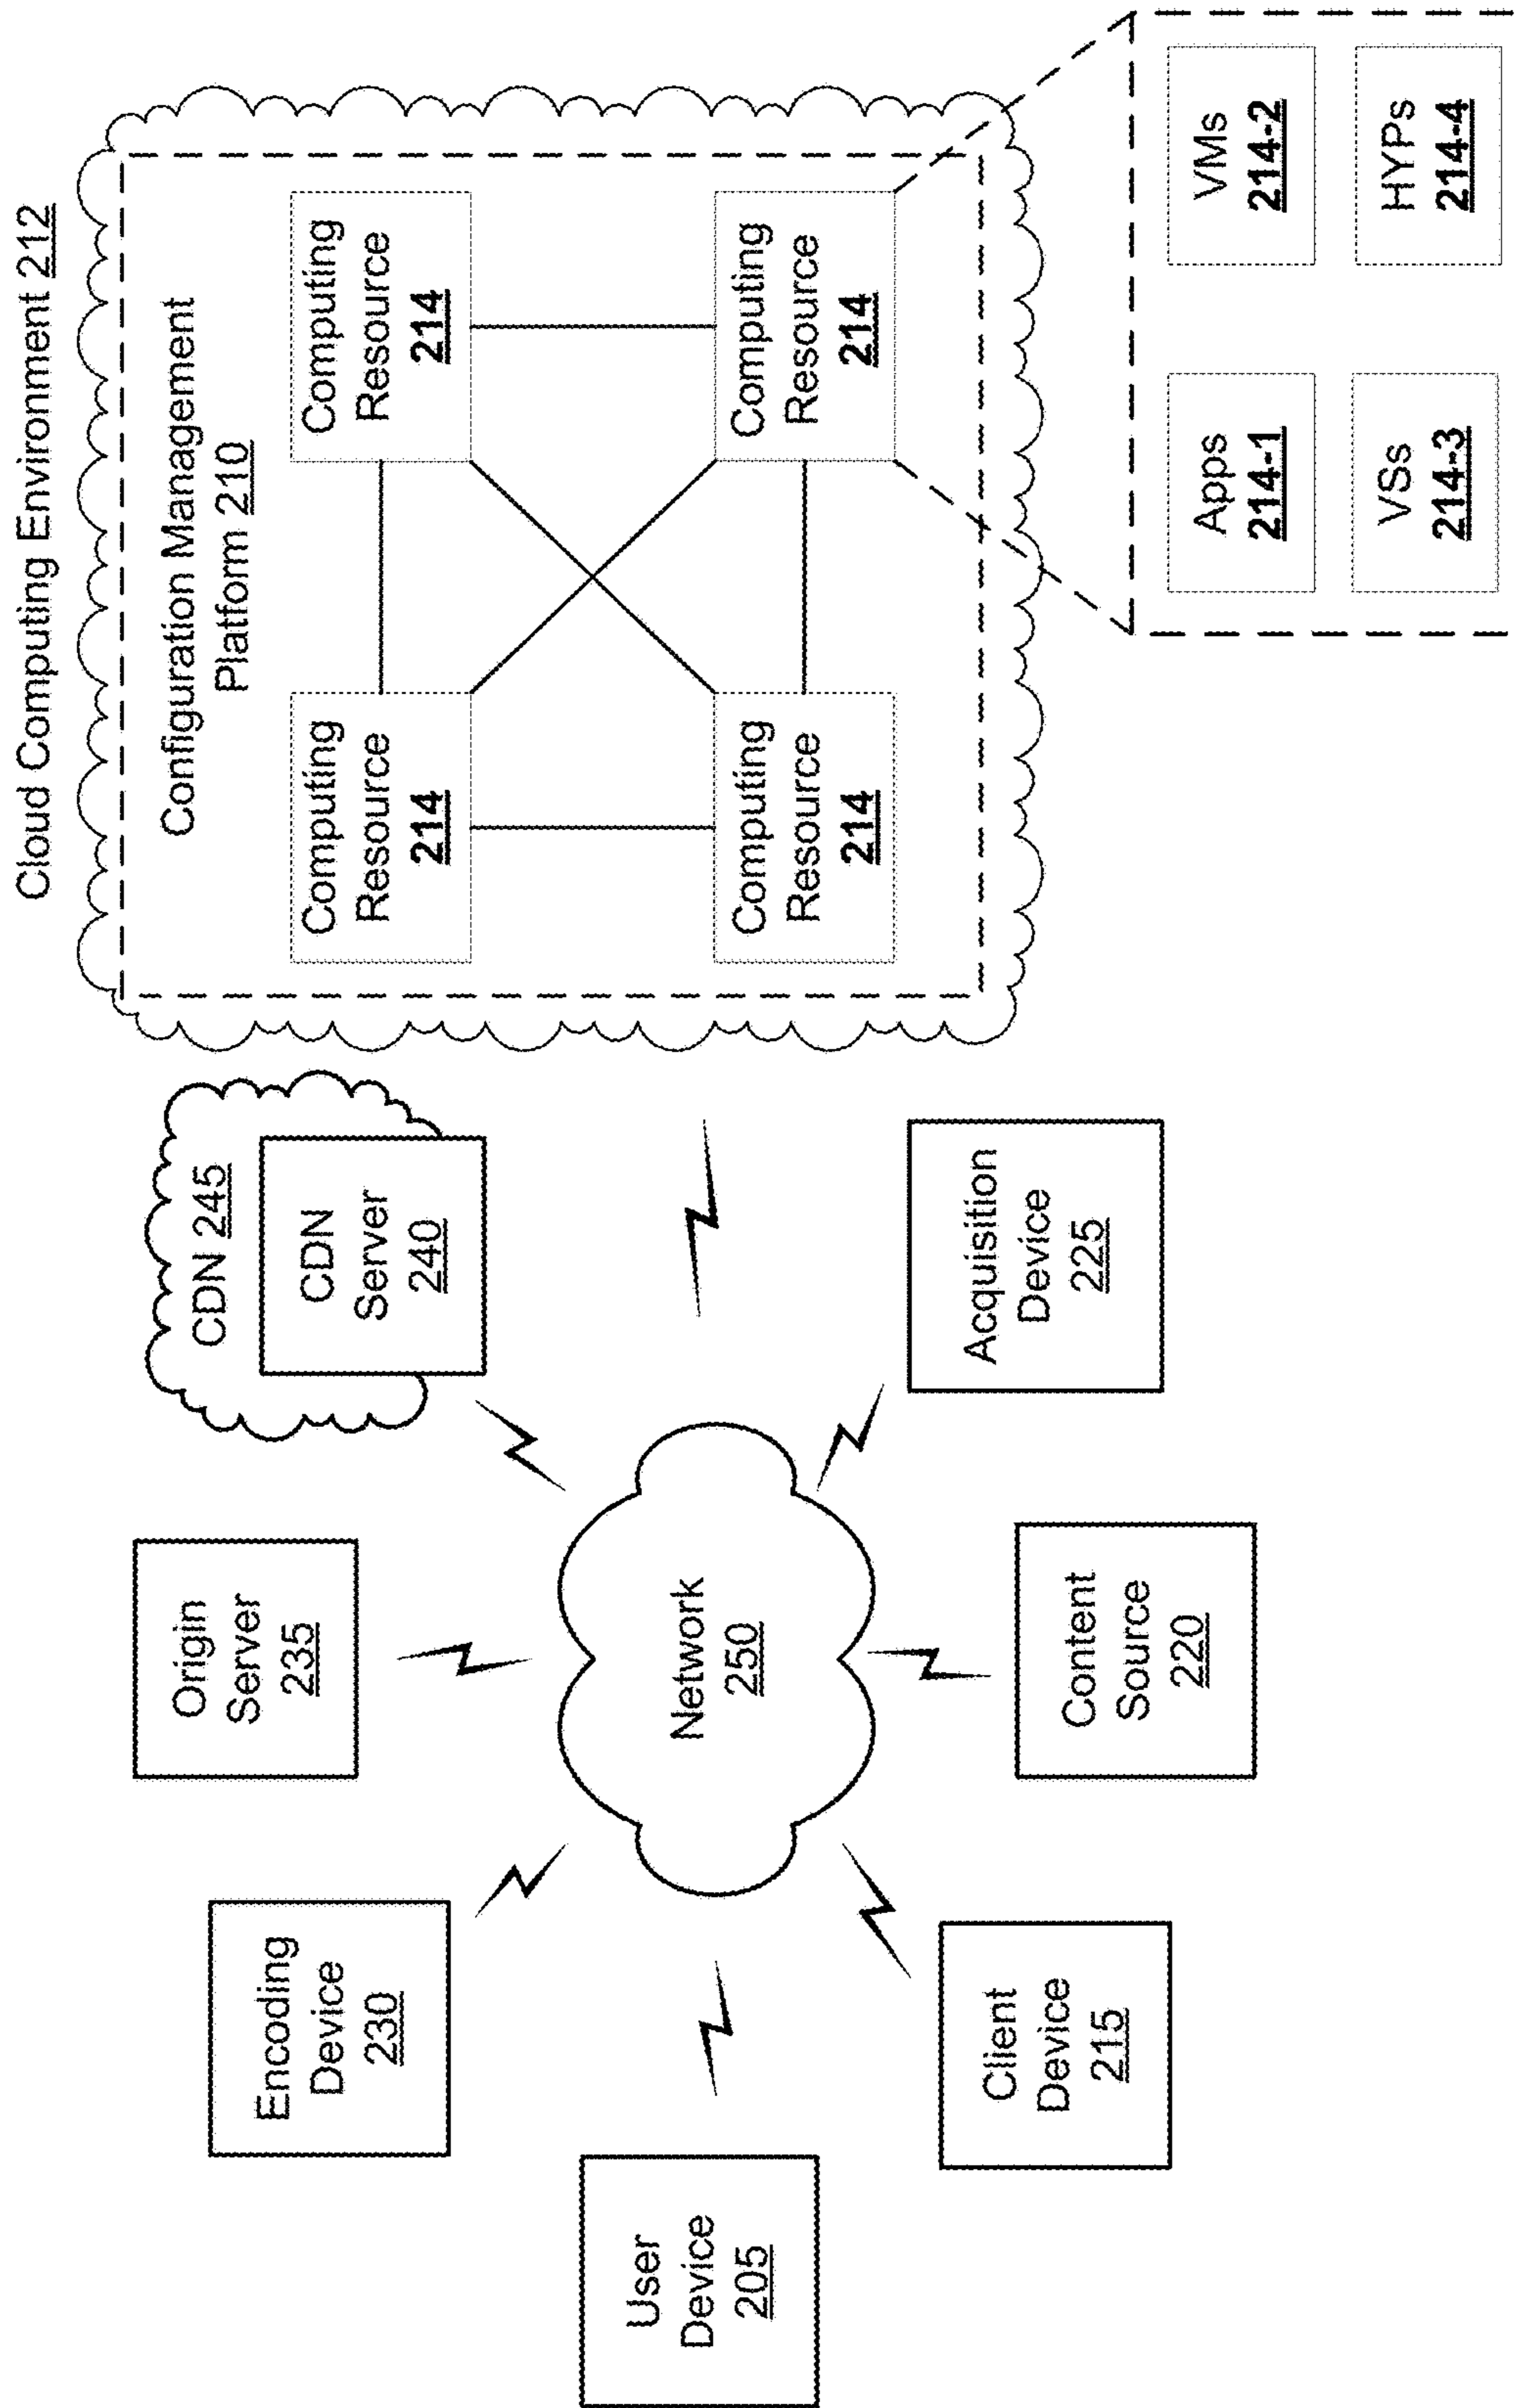 Cloud Computing Environment 212
Configuration Management
Platform 210
Computing
Resource
214
Computing
Resource
214
Computing
Resource
214
Computing
Resource
214
Apps
214-1
VMs
214-2
VSs
214-3
HYPs
214-4
CDN 245
CDN
Server
240
Origin
Server
235
Encoding
Device
230
User
Device
205
Network
250
Client
Device
215
Content
Source
220
Acquisition
Device
225